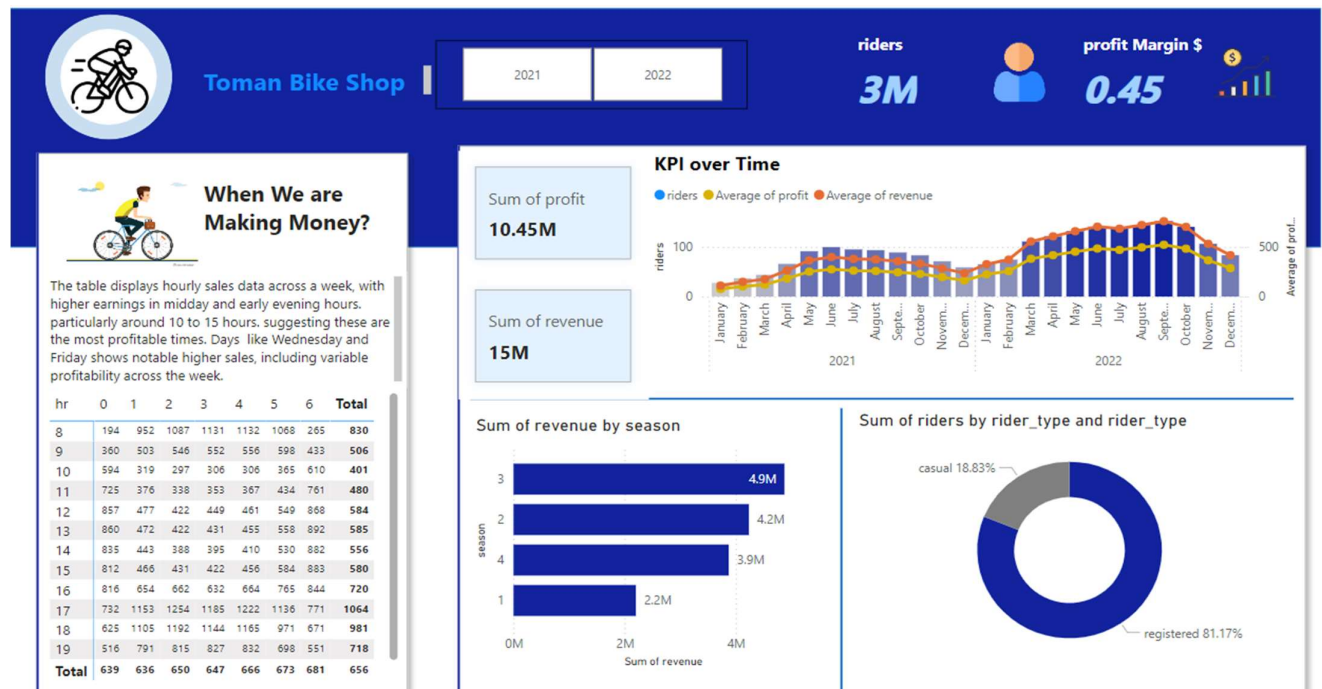 Toman Bike Shop
2021
2022
riders
3M
profit Margin $
0.45
When We are
Making Money?
The table displays hourly sales data across a week, with
higher earnings in midday and early evening hours.
particularly around 10 to 15 hours. suggesting these are
the most profitable times. Days like Wednesday and
Friday shows notable higher sales, including variable
profitability across the week.
hr 0 1 2 3 4 5 6 Total
8 194 952 1087 1131 1132 1068 265 830
9 360 503 546 552 556 598 433 506
10 594 319 297 306 306 365 610 401
11 725 376 338 353 367 434 761 480
12 857 477 422 449 461 549 868 584
13 860 472 422 431 455 558 892 585
14 835 443 388 395 410 530 882 556
15 812 466 431 422 456 584 883 580
16 816 654 662 632 664 765 844 720
17 732 1153 1254 1185 1222 1136 771 1064
18 625 1105 1192 1144 1165 971 671 981
19 516 791 815 827 832 698 551 718
Total 639 636 650 647 666 673 681 656
Sum of profit
10.45M
Sum of revenue
15M
KPI over Time
riders Average of profit Average of revenue
riders
100
0
500
0
Average of prof...
January February March April May June July August Septe... October Novem... Decem... January February March April May June July August Septe... October Novem... Decem...
2021 2022
Sum of revenue by season
season
3 4.9M
2 4.2M
4 3.9M
1 2.2M
0M 2M 4M
Sum of revenue
Sum of riders by rider_type and rider_type
casual 18.83%
registered 81.17%